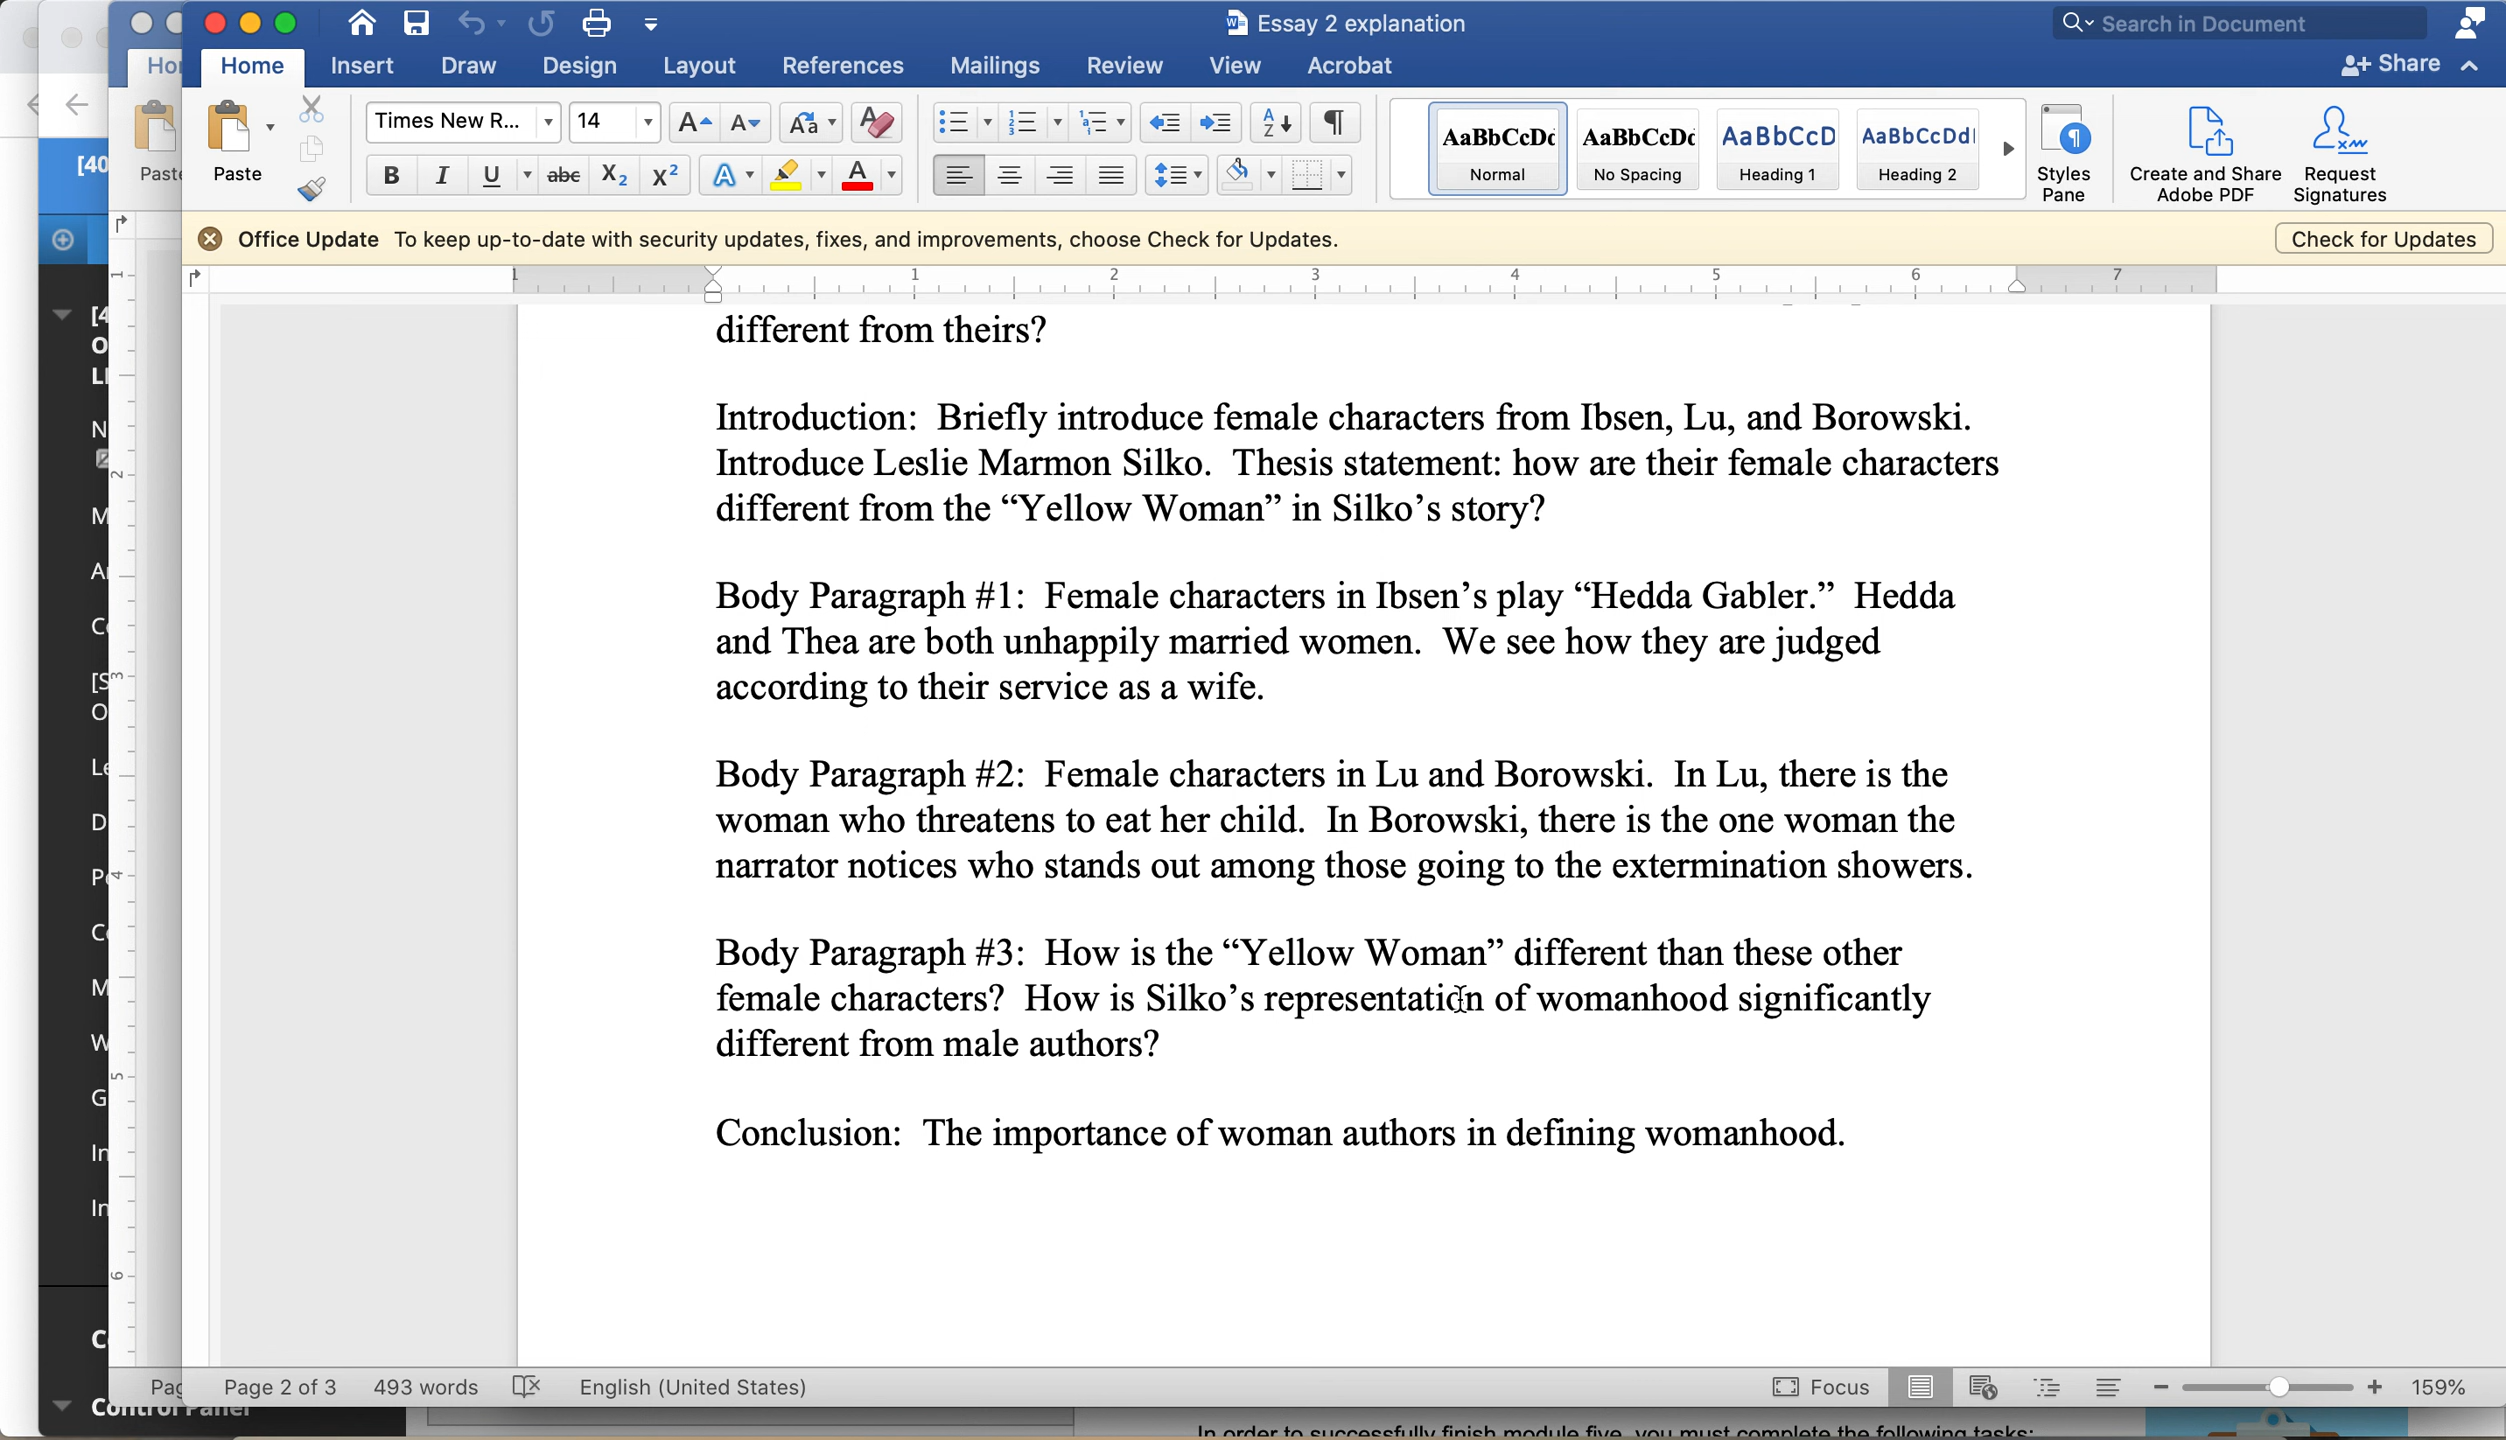 Essay 2 explanation
Search in Document
Home Insert Draw Design Layout References Mailings Review View Acrobat
Share
Paste
Times New R... 14
AaBbCcDd AaBbCcDd AaBbCcD AaBbCcDdI
Normal No Spacing Heading 1 Heading 2
Styles Pane
Create and Share Adobe PDF
Request Signatures
Office Update To keep up-to-date with security updates, fixes, and improvements, choose Check for Updates.
Check for Updates
1 1 2 3 4 5 6 7
different from theirs?
Introduction:  Briefly introduce female characters from Ibsen, Lu, and Borowski.
Introduce Leslie Marmon Silko.  Thesis statement: how are their female characters
different from the “Yellow Woman” in Silko’s story?
Body Paragraph #1:  Female characters in Ibsen’s play “Hedda Gabler.”  Hedda
and Thea are both unhappily married women.  We see how they are judged
according to their service as a wife.
Body Paragraph #2:  Female characters in Lu and Borowski.  In Lu, there is the
woman who threatens to eat her child.  In Borowski, there is the one woman the
narrator notices who stands out among those going to the extermination showers.
Body Paragraph #3:  How is the “Yellow Woman” different than these other
female characters?  How is Silko’s representation of womanhood significantly
different from male authors?
Conclusion:  The importance of woman authors in defining womanhood.
Page 2 of 3 493 words English (United States)
Focus
159%
Control Panel
In order to successfully finish module five, you must complete the following tasks: